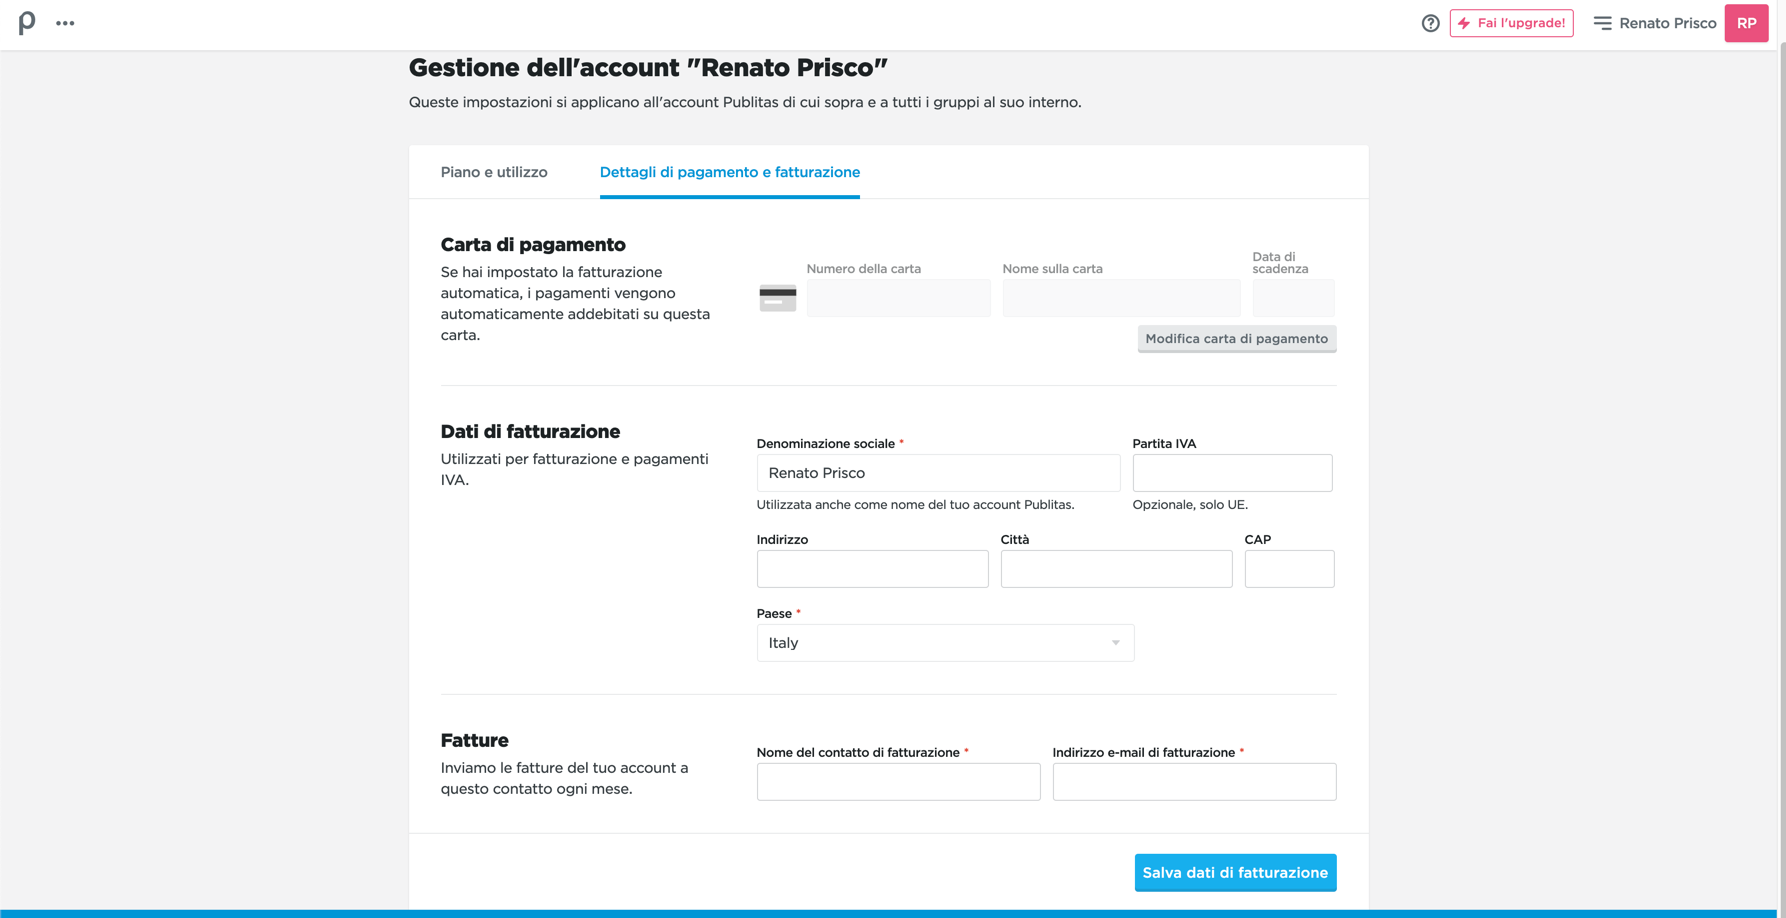 Fai l'upgrade!
Renato Prisco
RP
Gestione dell'account "Renato Prisco"
Queste impostazioni si applicano all'account Publitas di cui sopra e a tutti i gruppi al suo interno.
Piano e utilizzo
Dettagli di pagamento e fatturazione
Carta di pagamento
Se hai impostato la fatturazione
automatica, i pagamenti vengono
automaticamente addebitati su questa
carta.
Numero della carta
Nome sulla carta
Data di
scadenza
Modifica carta di pagamento
Dati di fatturazione
Utilizzati per fatturazione e pagamenti
IVA.
Denominazione sociale *
Partita IVA
Renato Prisco
Utilizzata anche come nome del tuo account Publitas.
Opzionale, solo UE.
Indirizzo
Città
CAP
Paese *
Italy
Fatture
Inviamo le fatture del tuo account a
questo contatto ogni mese.
Nome del contatto di fatturazione *
Indirizzo e-mail di fatturazione *
Salva dati di fatturazione